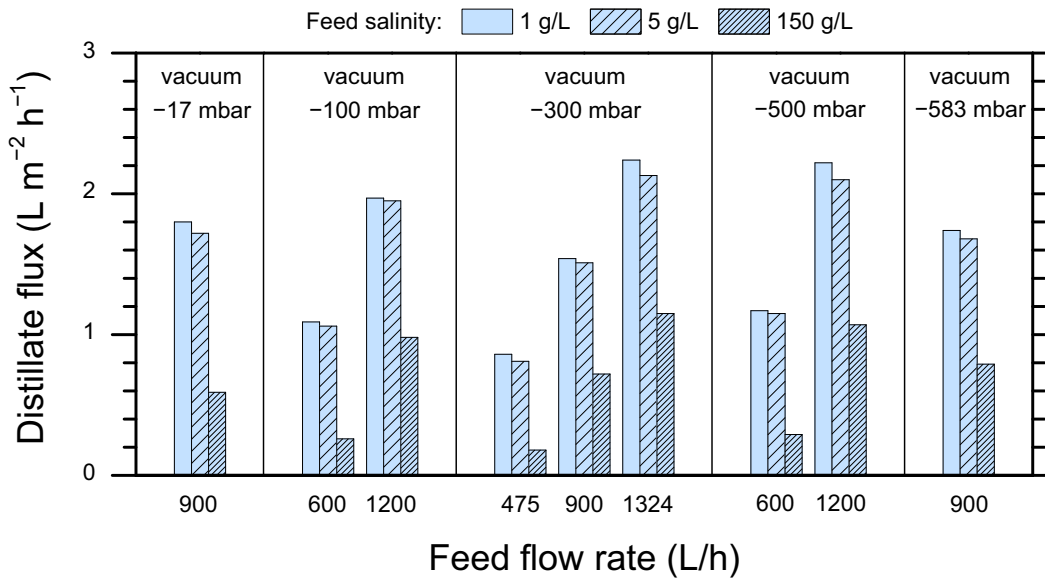 Feed salinity: 1 g/L 5 g/L 150 g/L
3
2
1
0
Distillate flux (L m⁻² h⁻¹)
vacuum
−17 mbar
vacuum
−100 mbar
vacuum
−300 mbar
vacuum
−500 mbar
vacuum
−583 mbar
900 600 1200 475 900 1324 600 1200 900
Feed flow rate (L/h)